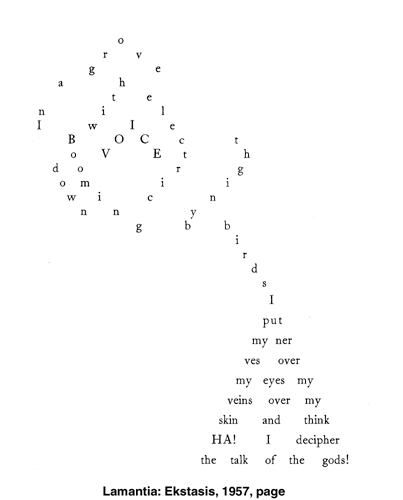 o
r v e
g e
a h
t e
n i l
I w I e
B O C c t
o V E t h
d o r g
o m i i
w i c n
n n y
g b b
i
r
d
s
I
put
my ner
ves over
my eyes my
veins over my
skin and think
HA! I decipher
the talk of the gods!
Lamantia: Ekstasis, 1957, page